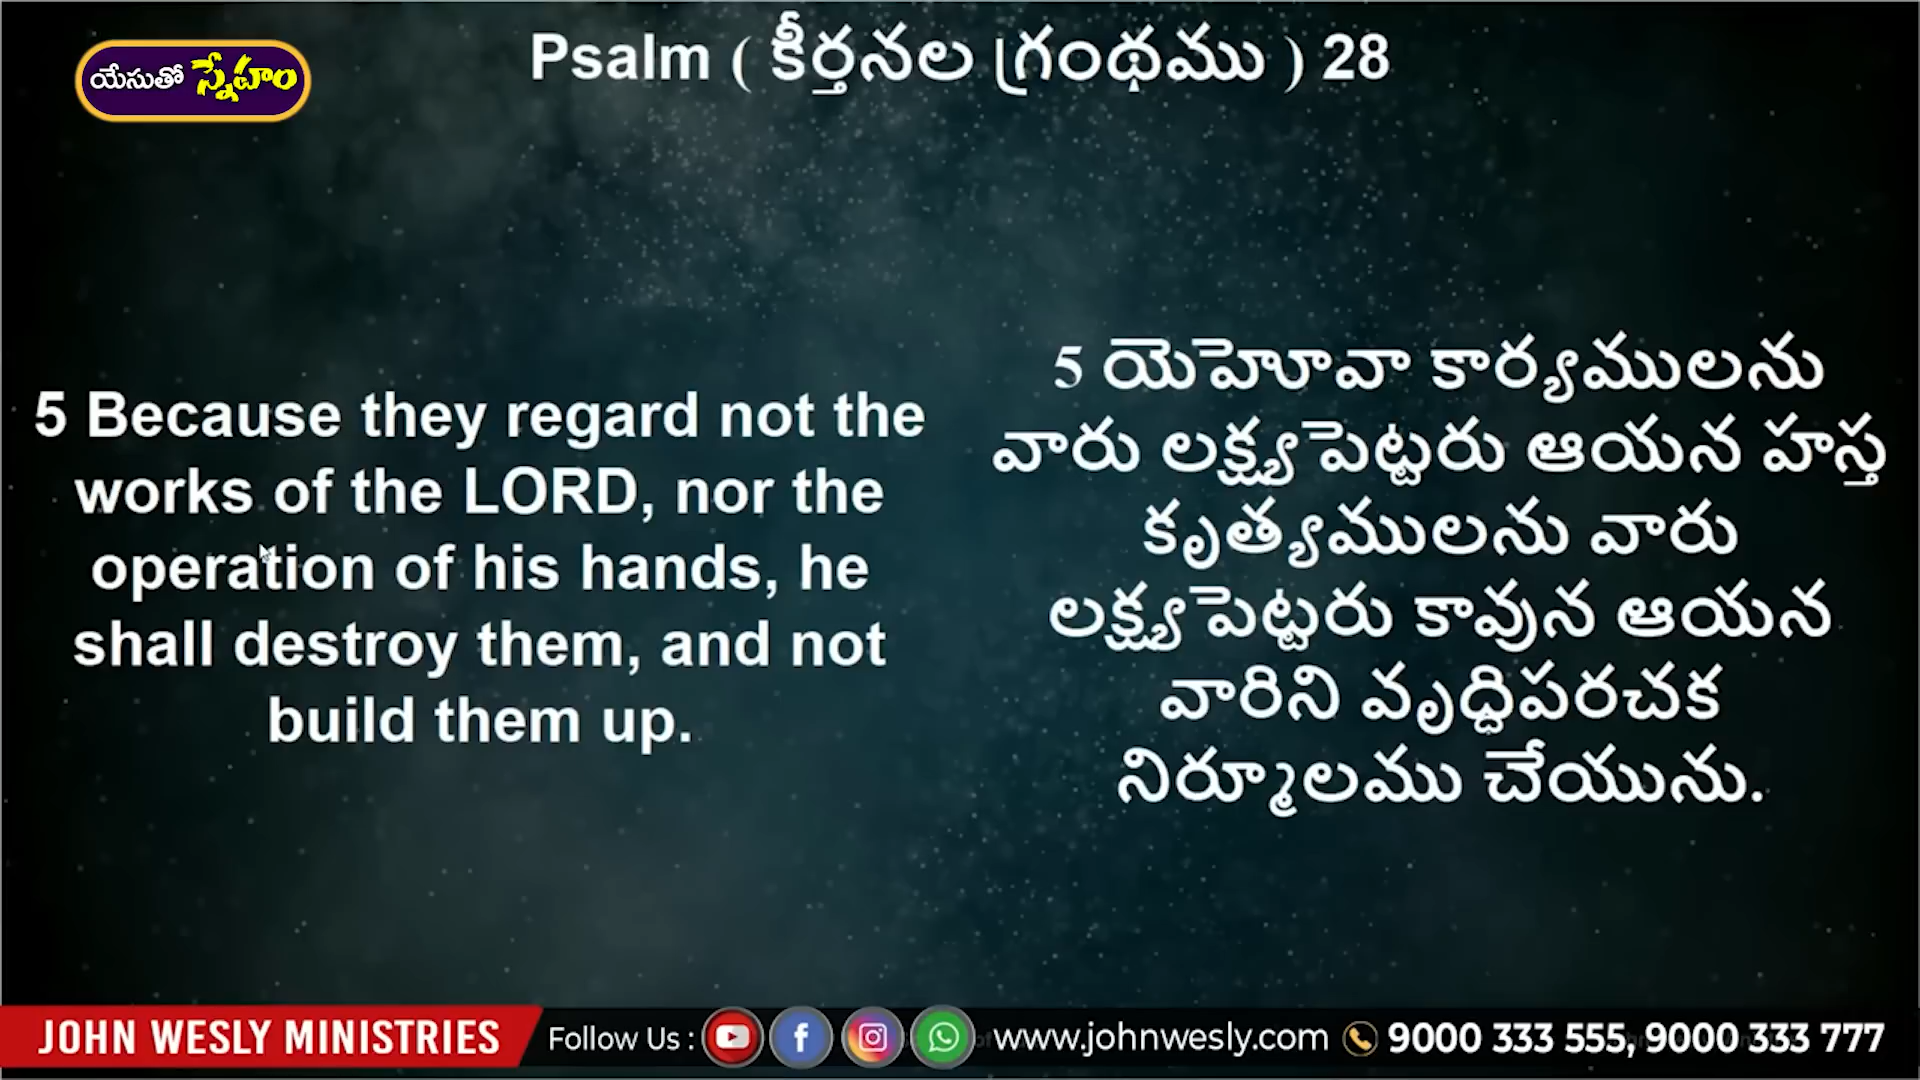 Psalm ( కీర్తనల గ్రంథము ) 28
యేసుతో స్నేహం
5 Because they regard not the
works of the LORD, nor the
operation of his hands, he
shall destroy them, and not
build them up.
5 యెహోవా కార్యములను
వారు లక్ష్యపెట్టరు ఆయన హస్త
కృత్యములను వారు
లక్ష్యపెట్టరు కావున ఆయన
వారిని వృద్ధిపరచక
నిర్మూలము చేయును.
JOHN WESLY MINISTRIES Follow Us : www.johnwesly.com 9000 333 555, 9000 333 777